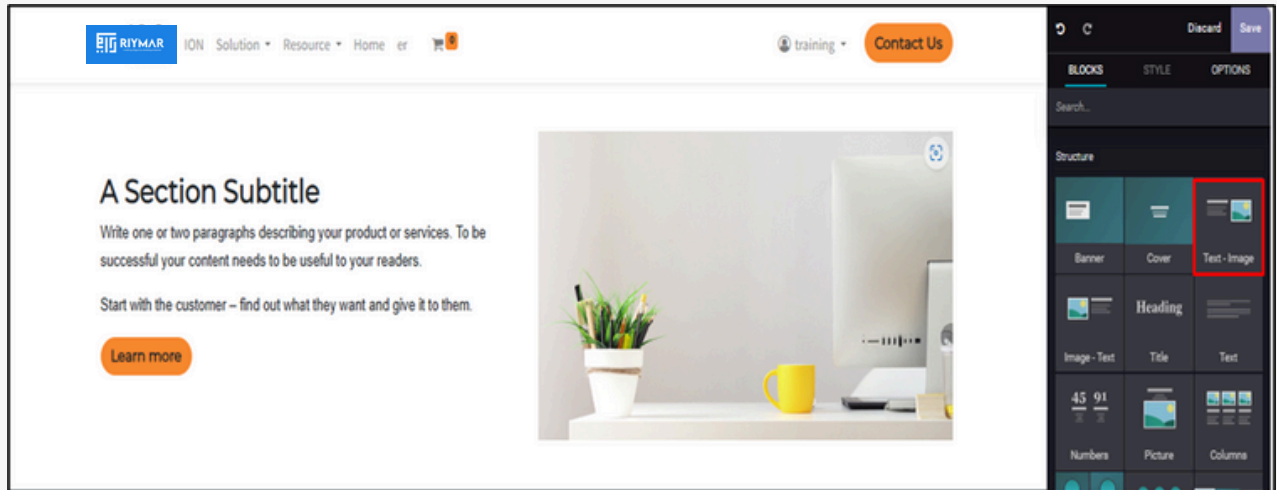 RIYMAR ION Solution Resource Home er 0 training Contact Us
A Section Subtitle
Write one or two paragraphs describing your product or services. To be
successful your content needs to be useful to your readers.
Start with the customer – find out what they want and give it to them.
Learn more
Discard Save
BLOCKS STYLE OPTIONS
Search...
Structure
Banner Cover Text - Image
Heading
Image - Text Title Text
45 91
Numbers Picture Columns